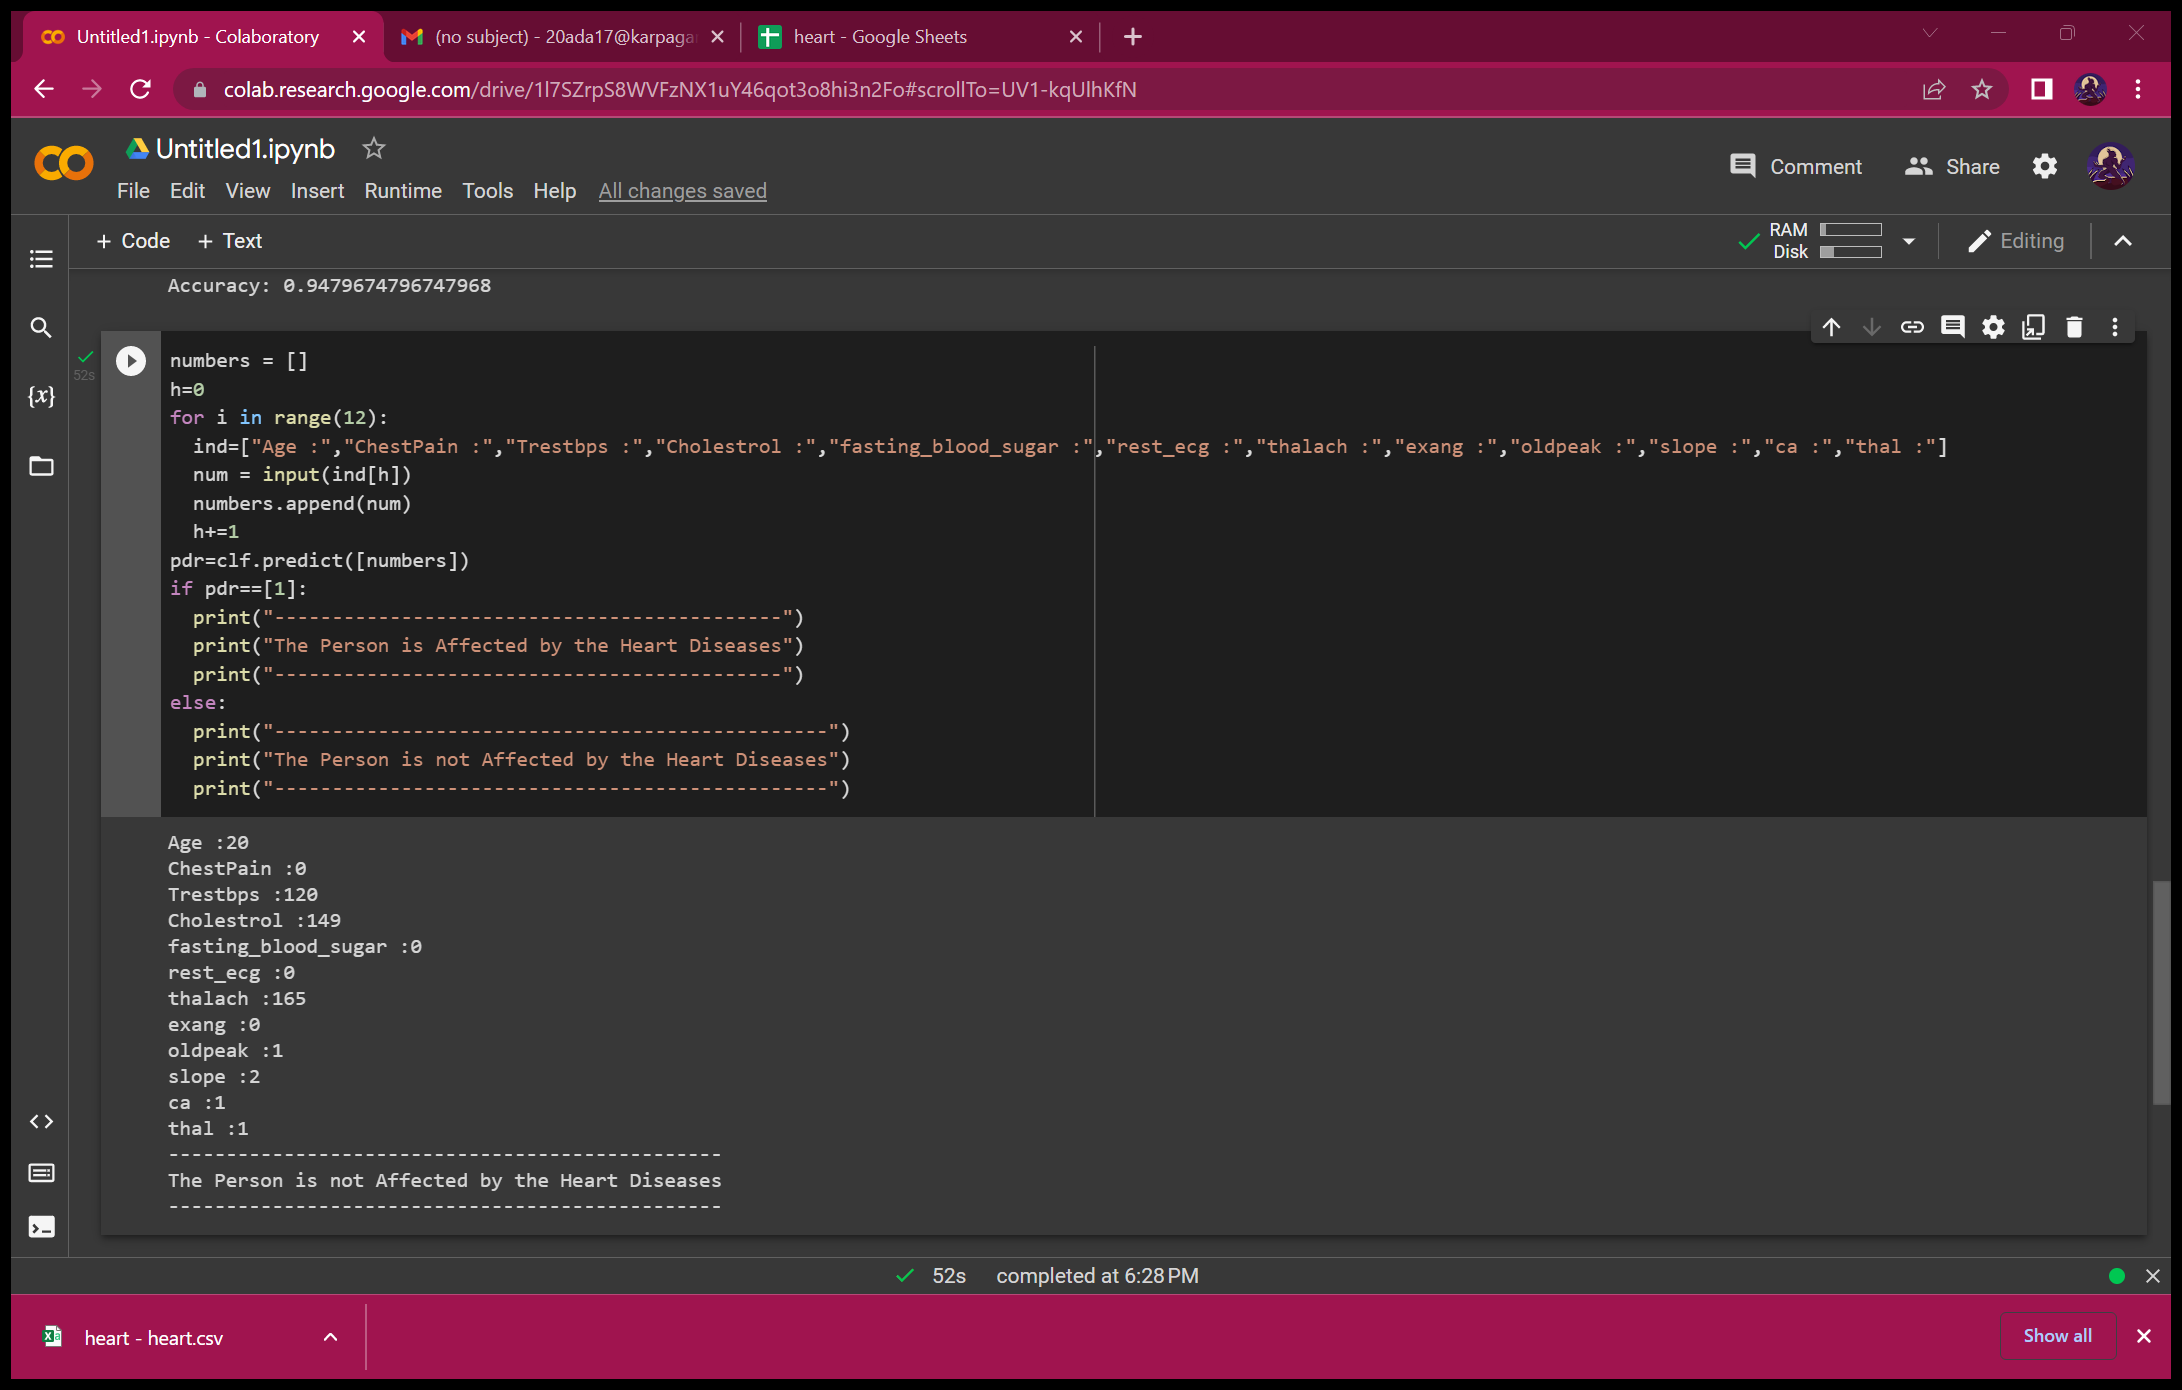 Untitled1.ipynb - Colaboratory
(no subject) - 20ada17@karpaga
heart - Google Sheets
colab.research.google.com/drive/1l7SZrpS8WVFzNX1uY46qot3o8hi3n2Fo#scrollTo=UV1-kqUlhKfN
Untitled1.ipynb
File Edit View Insert Runtime Tools Help All changes saved
Comment Share
+ Code + Text
RAM
Disk
Editing
Accuracy: 0.9479674796747968
52s
numbers = []
h=0
for i in range(12):
  ind=["Age :","ChestPain :","Trestbps :","Cholestrol :","fasting_blood_sugar :","rest_ecg :","thalach :","exang :","oldpeak :","slope :","ca :","thal :"]
  num = input(ind[h])
  numbers.append(num)
  h+=1
pdr=clf.predict([numbers])
if pdr==[1]:
  print("--------------------------------------------")
  print("The Person is Affected by the Heart Diseases")
  print("--------------------------------------------")
else:
  print("------------------------------------------------")
  print("The Person is not Affected by the Heart Diseases")
  print("------------------------------------------------")
Age :20
ChestPain :0
Trestbps :120
Cholestrol :149
fasting_blood_sugar :0
rest_ecg :0
thalach :165
exang :0
oldpeak :1
slope :2
ca :1
thal :1
------------------------------------------------
The Person is not Affected by the Heart Diseases
------------------------------------------------
52s completed at 6:28 PM
heart - heart.csv
Show all